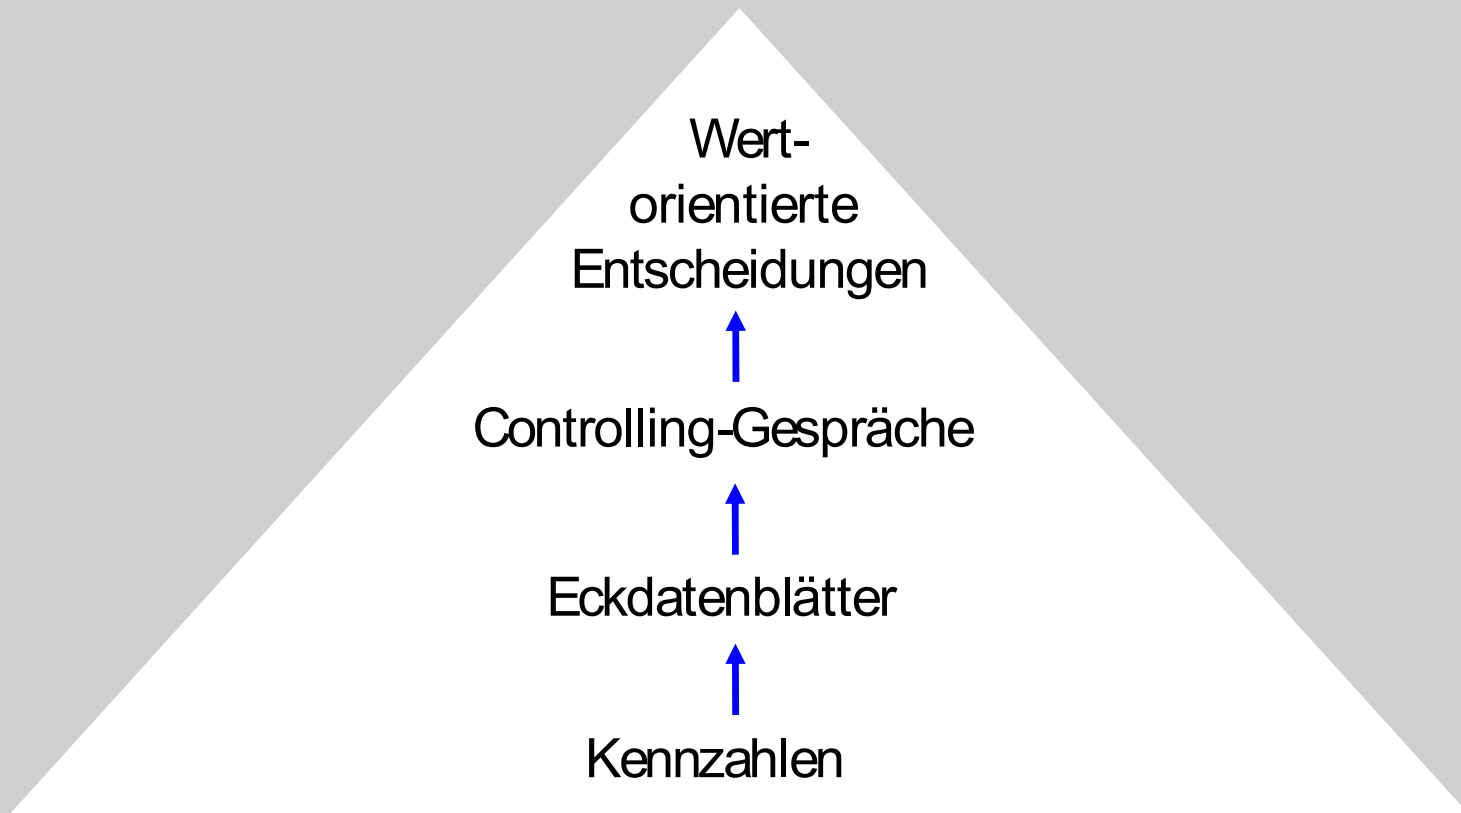 Wert-
orientierte
Entscheidungen
Controlling-Gespräche
Eckdatenblätter
Kennzahlen